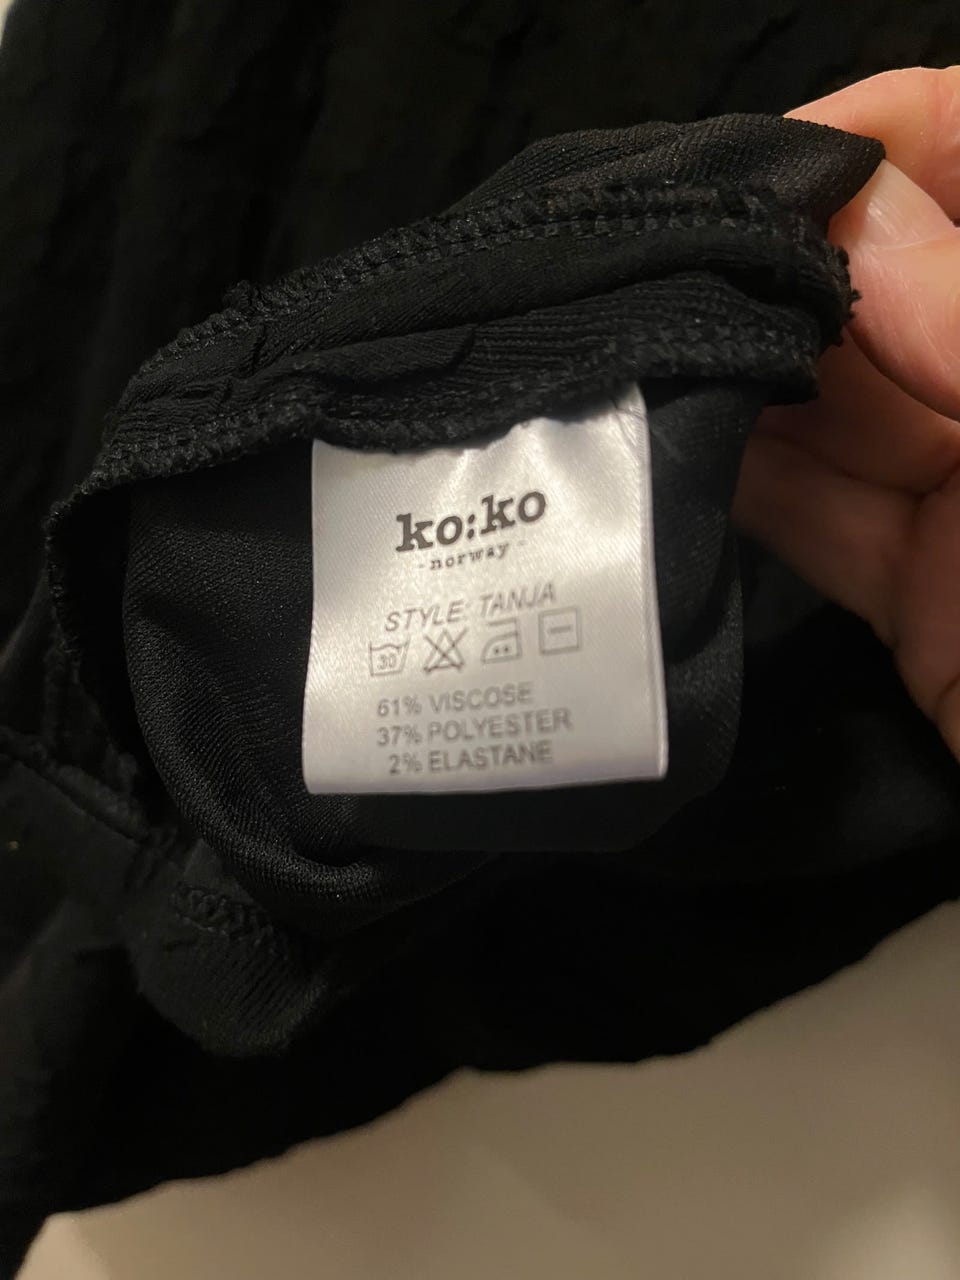 ko:ko
- norway -
STYLE: TANJA
30
61% VISCOSE
37% POLYESTER
2% ELASTANE